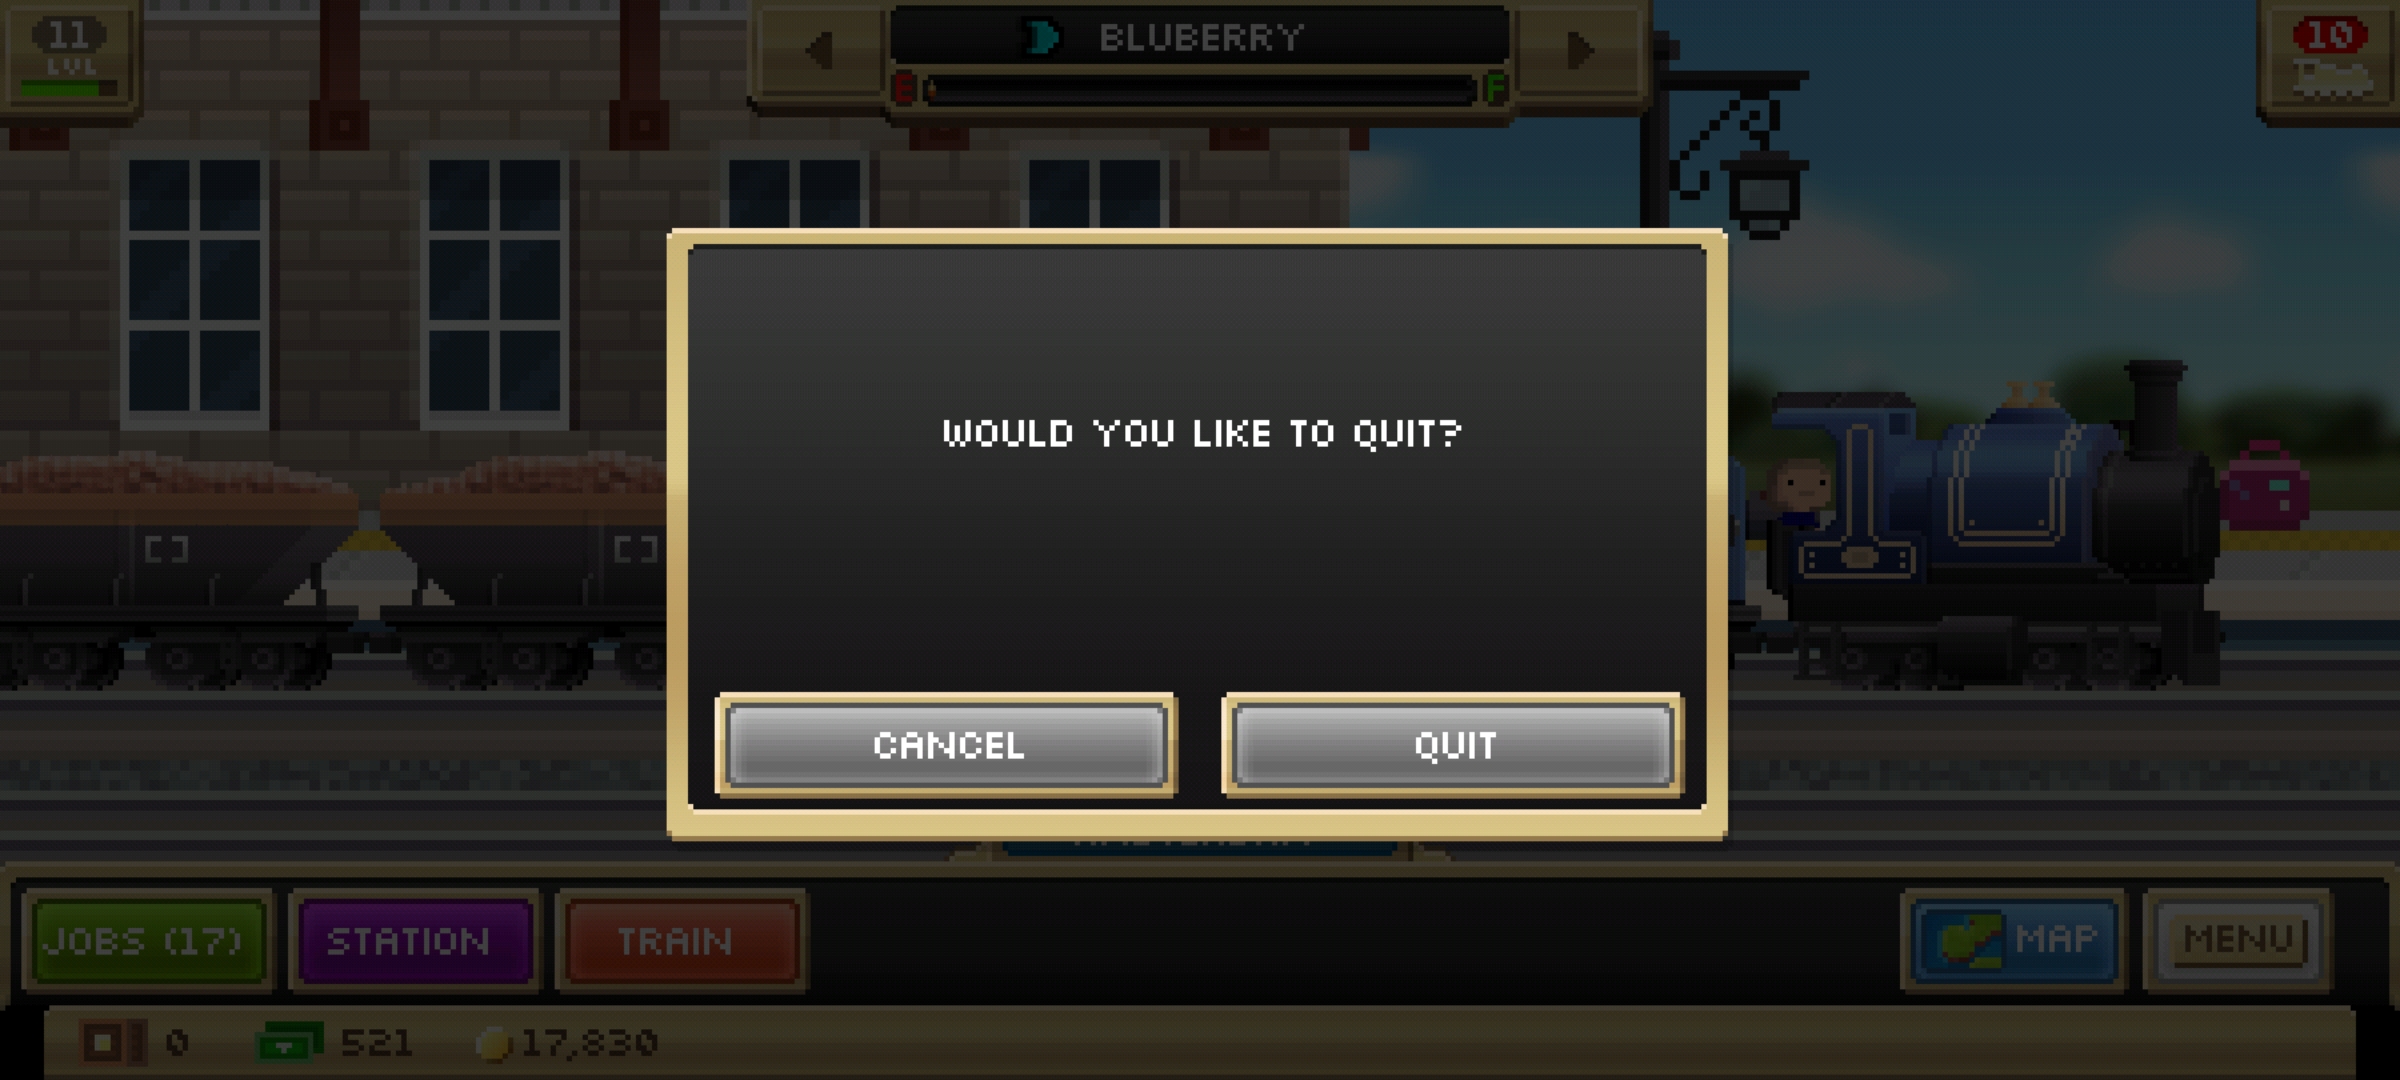 11
LVL
BLUBERRY
E
F
10
WOULD YOU LIKE TO QUIT?
CANCEL
QUIT
JOBS (17)
STATION
TRAIN
MAP
MENU
0
521
17,830